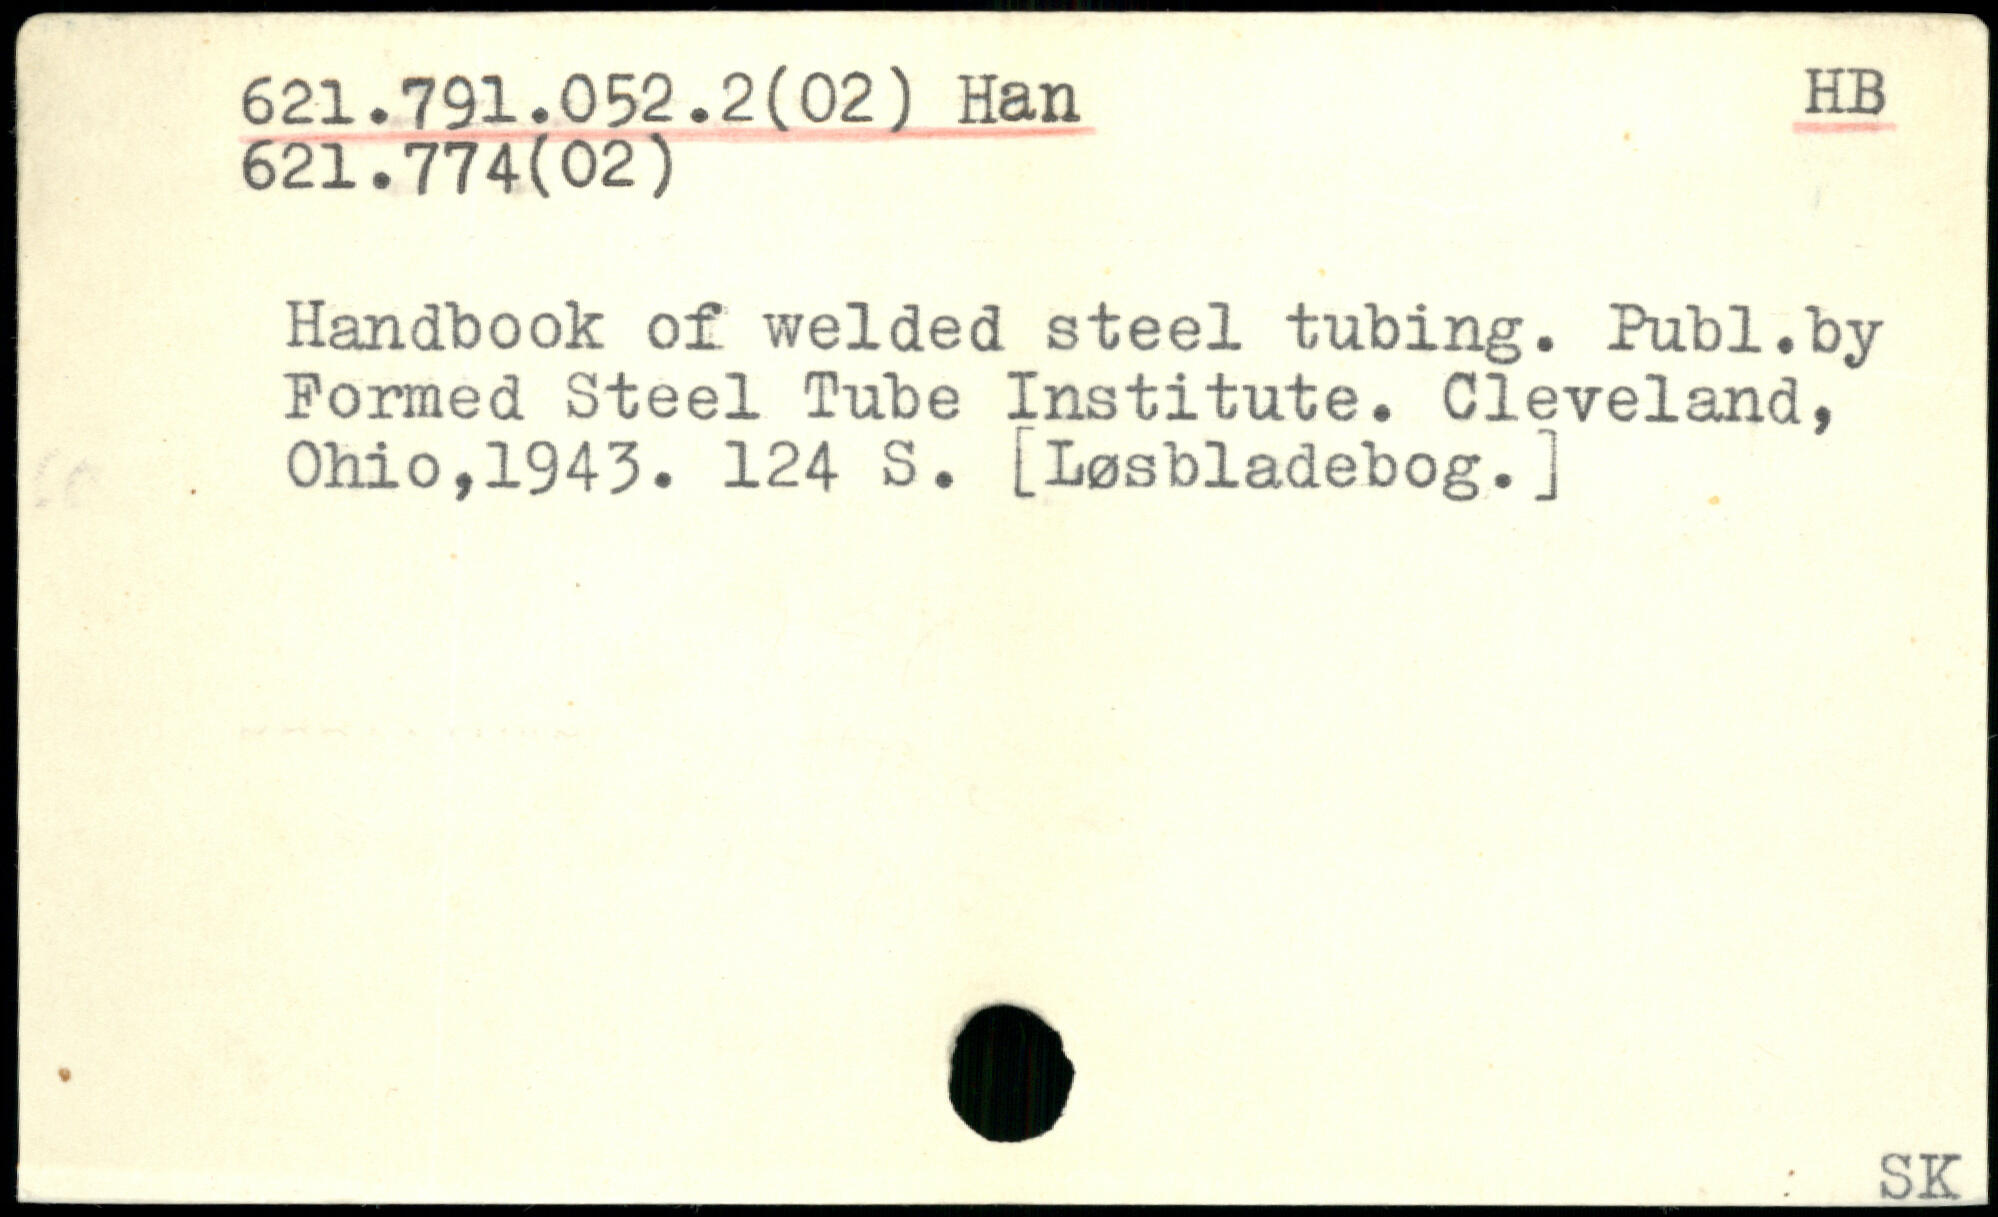 621.791.052.2(02) Han HB
621.774(02)
Handbook of welded steel tubing. Publ.by
Formed Steel Tube Institute. Cleveland,
Ohio,1943. 124 S. [Løsbladebog.]
SK